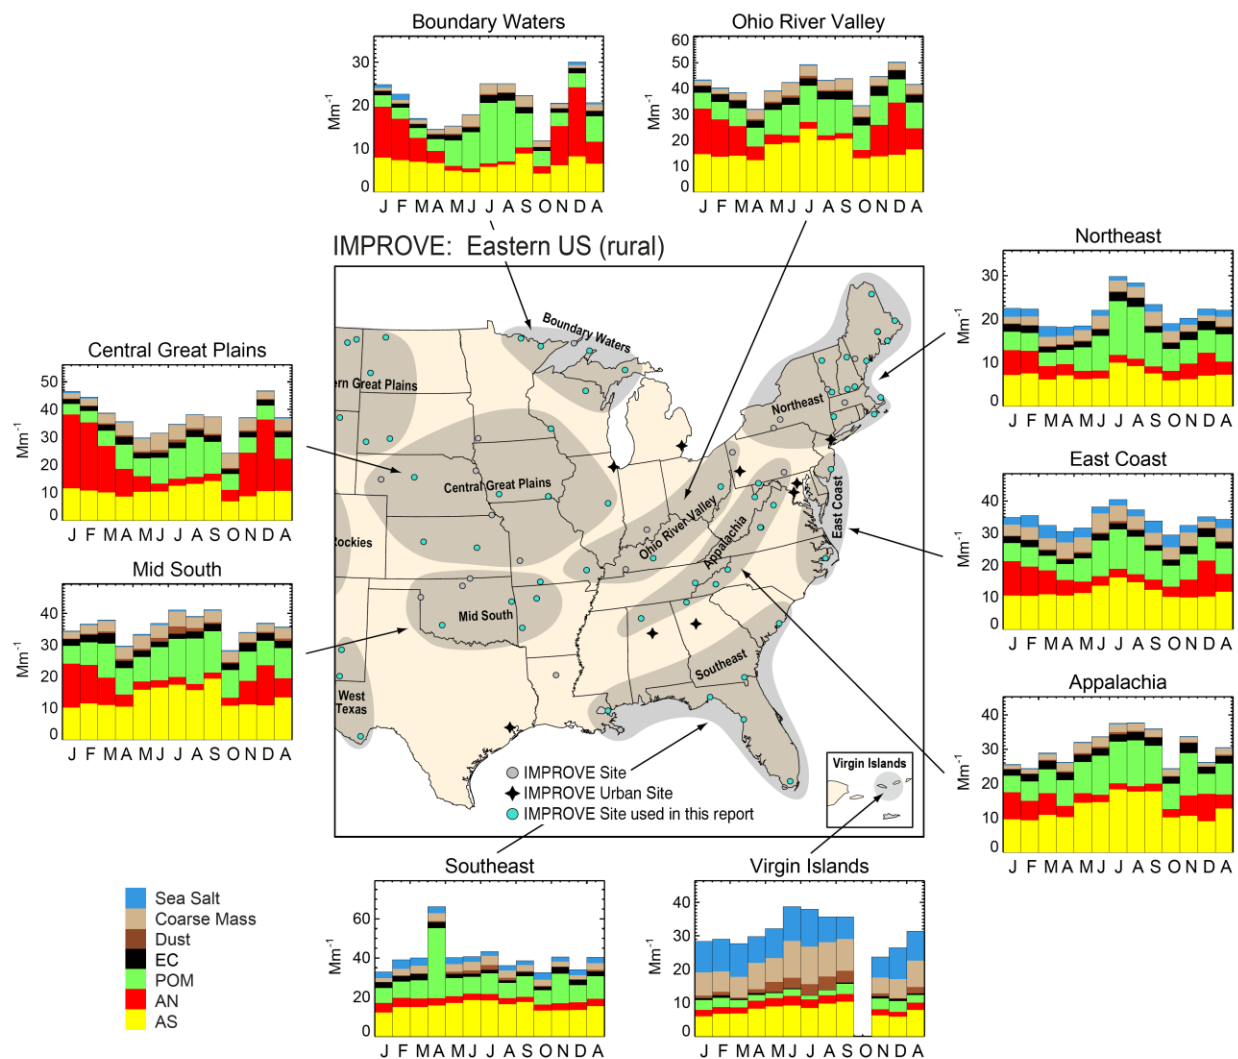 Boundary Waters
30
20
10
0
Mm-1
J F M A M J J A S O N D A
Ohio River Valley
60
50
40
30
20
10
0
Mm-1
J F M A M J J A S O N D A
IMPROVE: Eastern US (rural)
Northeast
30
20
10
0
Mm-1
J F M A M J J A S O N D A
Central Great Plains
50
40
30
20
10
0
Mm-1
J F M A M J J A S O N D A
East Coast
40
30
20
10
0
Mm-1
J F M A M J J A S O N D A
Mid South
40
30
20
10
0
Mm-1
J F M A M J J A S O N D A
Appalachia
40
30
20
10
0
Mm-1
J F M A M J J A S O N D A
Boundary Waters
ern Great Plains
Northeast
Central Great Plains
Ohio River Valley
Appalachia
East Coast
Rockies
Mid South
Southeast
West
Texas
Virgin Islands
IMPROVE Site
IMPROVE Urban Site
IMPROVE Site used in this report
Southeast
60
40
20
0
Mm-1
J F M A M J J A S O N D A
Virgin Islands
40
30
20
10
0
Mm-1
J F M A M J J A S O N D A
Sea Salt
Coarse Mass
Dust
EC
POM
AN
AS